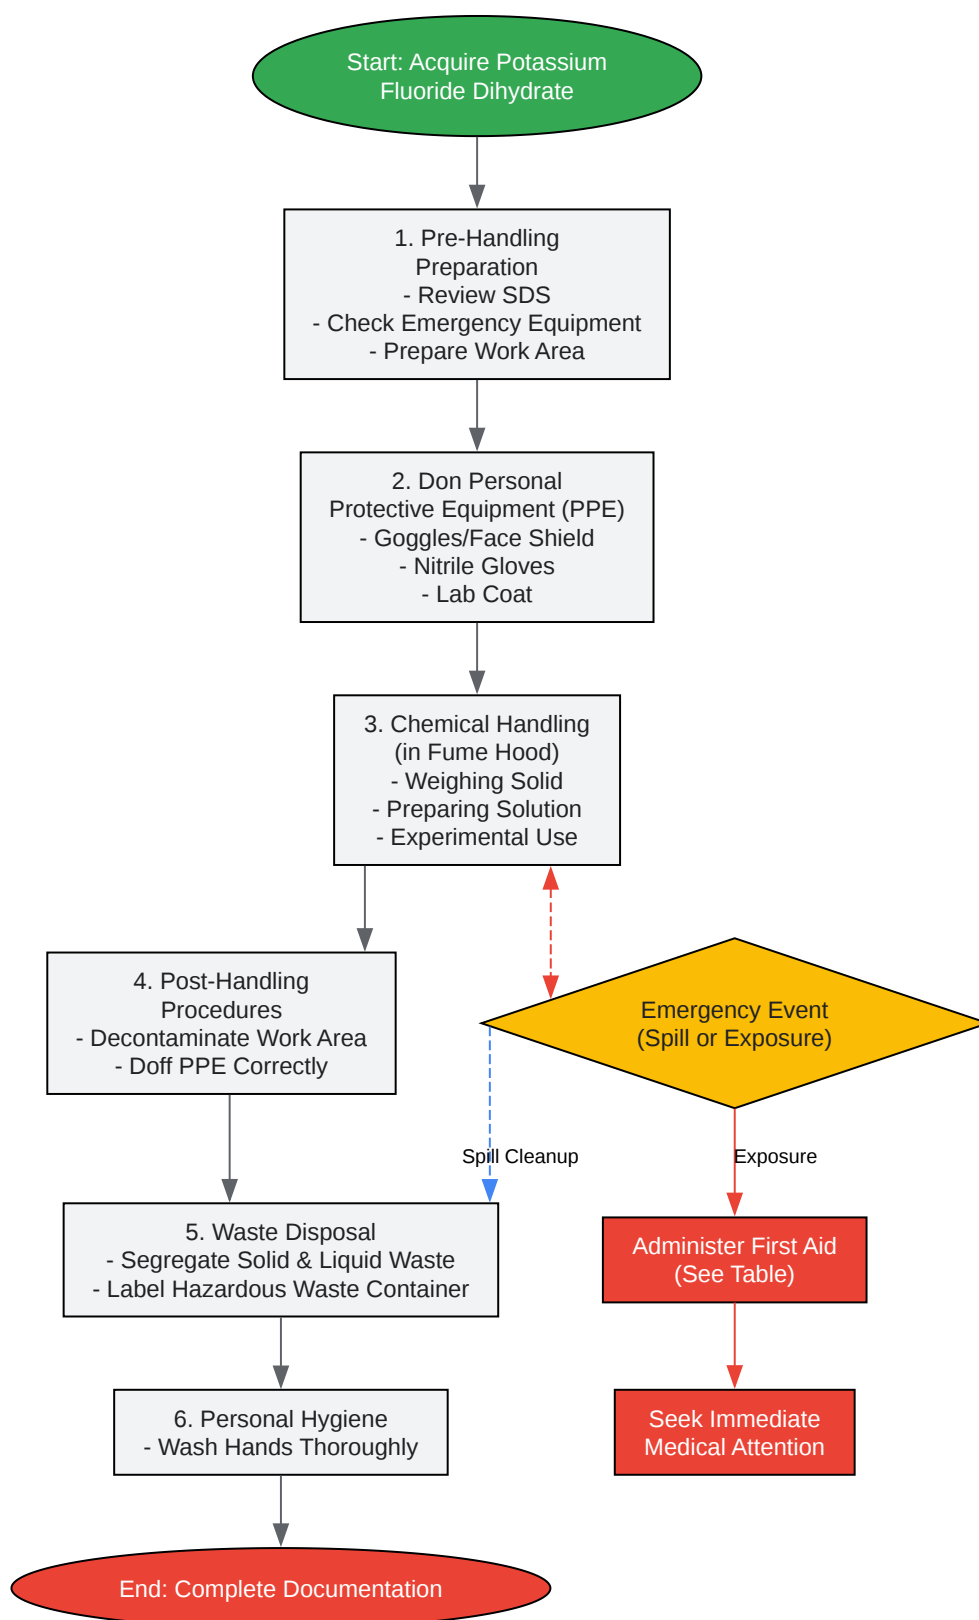 Start: Acquire Potassium
Fluoride Dihydrate
1. Pre-Handling
Preparation
- Review SDS
- Check Emergency Equipment
- Prepare Work Area
2. Don Personal
Protective Equipment (PPE)
- Goggles/Face Shield
- Nitrile Gloves
- Lab Coat
3. Chemical Handling
(in Fume Hood)
- Weighing Solid
- Preparing Solution
- Experimental Use
4. Post-Handling
Procedures
- Decontaminate Work Area
- Doff PPE Correctly
Emergency Event
(Spill or Exposure)
Spill Cleanup
Exposure
5. Waste Disposal
- Segregate Solid & Liquid Waste
- Label Hazardous Waste Container
Administer First Aid
(See Table)
6. Personal Hygiene
- Wash Hands Thoroughly
Seek Immediate
Medical Attention
End: Complete Documentation